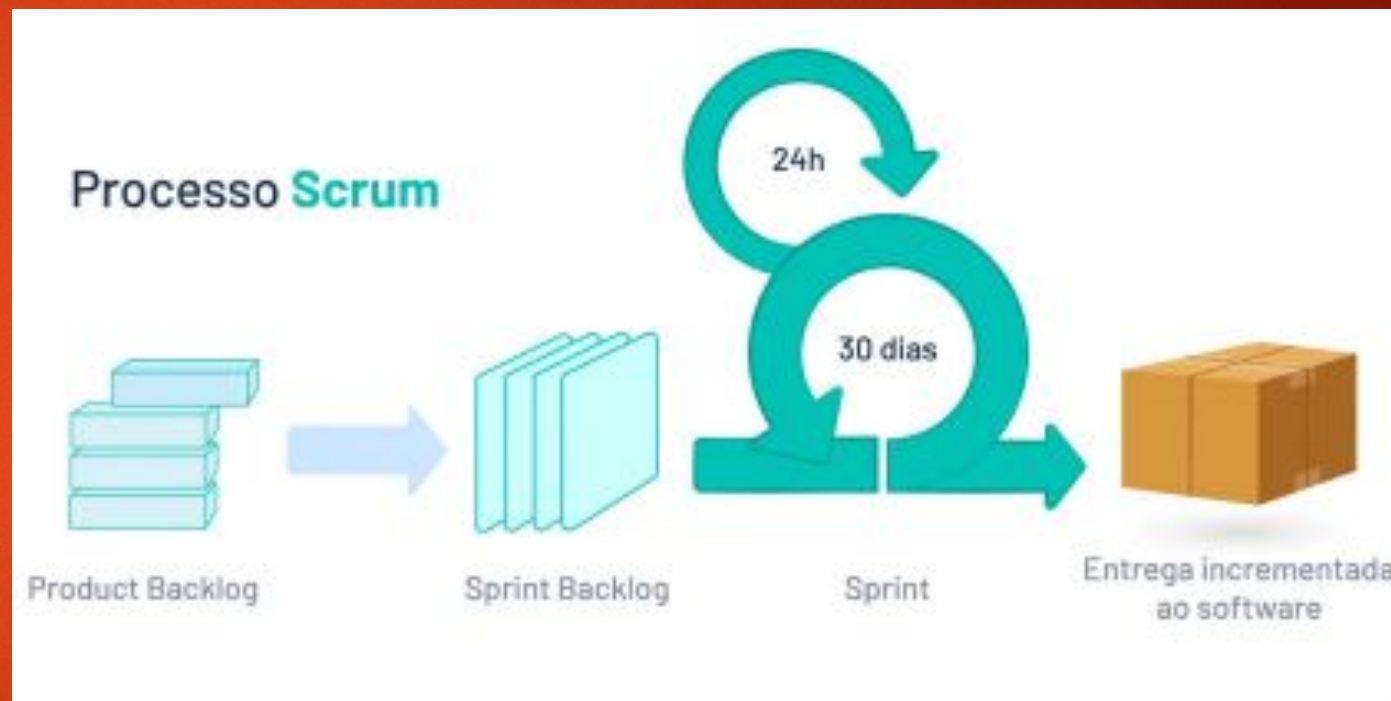 Processo Scrum
24h
30 dias
Product Backlog
Sprint Backlog
Sprint
Entrega incrementada
ao software